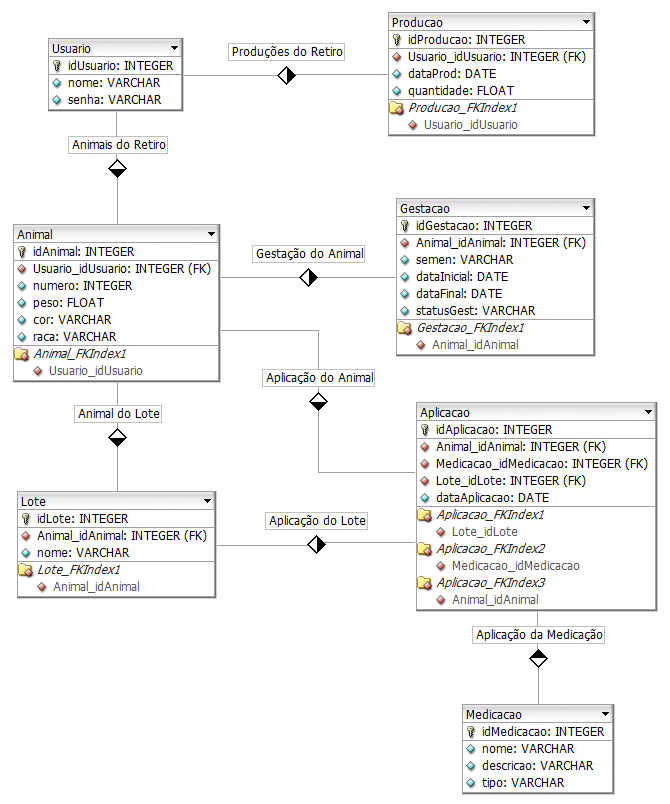 Usuario
idUsuario: INTEGER
nome: VARCHAR
senha: VARCHAR
Produções do Retiro
Producao
idProducao: INTEGER
Usuario_idUsuario: INTEGER (FK)
dataProd: DATE
quantidade: FLOAT
Producao_FKIndex1
Usuario_idUsuario
Animais do Retiro
Animal
idAnimal: INTEGER
Usuario_idUsuario: INTEGER (FK)
numero: INTEGER
peso: FLOAT
cor: VARCHAR
raca: VARCHAR
Animal_FKIndex1
Usuario_idUsuario
Gestação do Animal
Gestacao
idGestacao: INTEGER
Animal_idAnimal: INTEGER (FK)
semen: VARCHAR
dataInicial: DATE
dataFinal: DATE
statusGest: VARCHAR
Gestacao_FKIndex1
Animal_idAnimal
Aplicação do Animal
Animal do Lote
Aplicacao
idAplicacao: INTEGER
Animal_idAnimal: INTEGER (FK)
Medicacao_idMedicacao: INTEGER (FK)
Lote_idLote: INTEGER (FK)
dataAplicacao: DATE
Aplicacao_FKIndex1
Lote_idLote
Aplicacao_FKIndex2
Medicacao_idMedicacao
Aplicacao_FKIndex3
Animal_idAnimal
Lote
idLote: INTEGER
Animal_idAnimal: INTEGER (FK)
nome: VARCHAR
Lote_FKIndex1
Animal_idAnimal
Aplicação do Lote
Aplicação da Medicação
Medicacao
idMedicacao: INTEGER
nome: VARCHAR
descricao: VARCHAR
tipo: VARCHAR